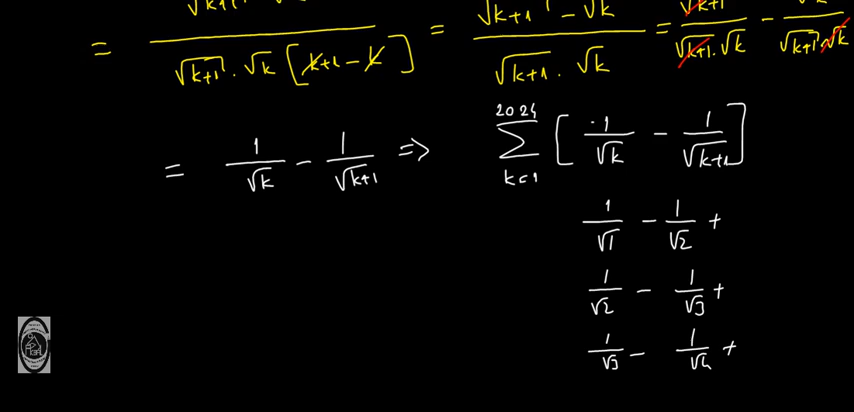 = √k+1 / √k+1 · √k [k+1 − k] = √k+1 − √k / √k+1 · √k = √k+1 / √k+1 · √k − √k / √k+1 · √k
= 1/√k − 1/√k+1 ⇒ 2024 ∑ k=1 [1/√k − 1/√k+1]
1/√1 − 1/√2 +
1/√2 − 1/√3 +
1/√3 − 1/√4 +